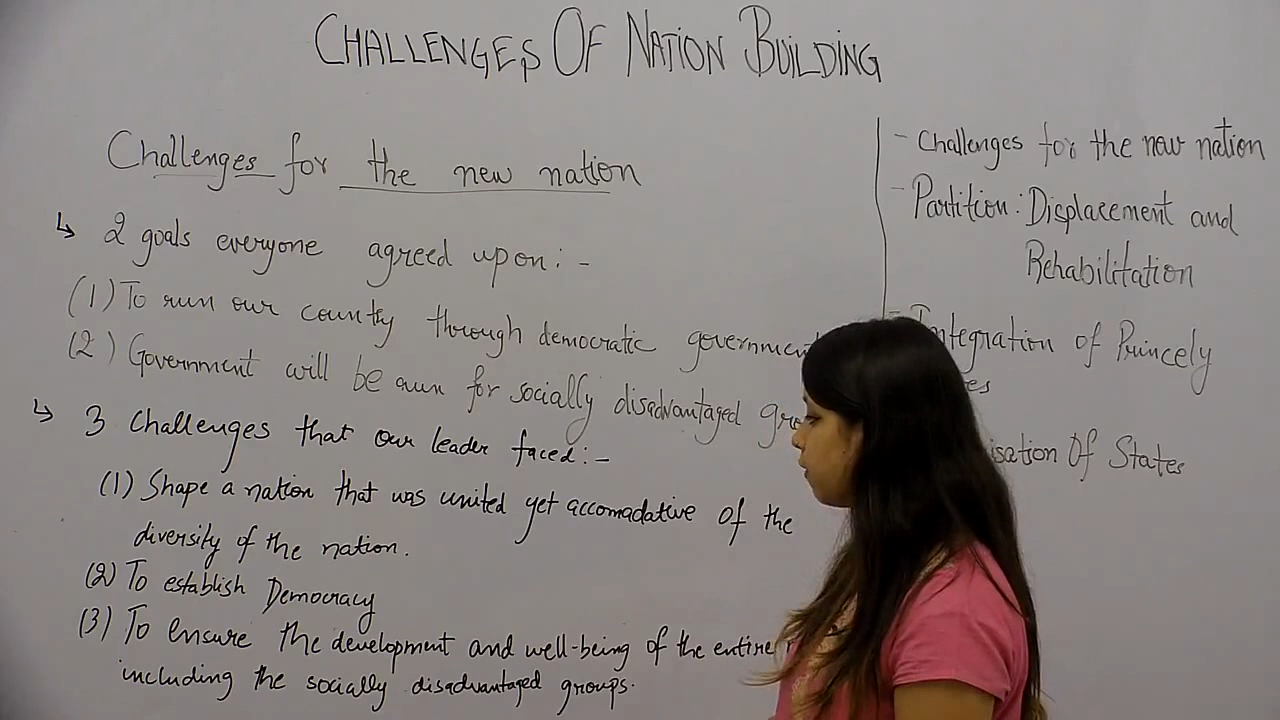 CHALLENGES OF NATION BUILDING
Challenges for the new nation
↳ 2 goals everyone agreed upon:-
(1) To run our country through democratic government
(2) Government will be run for socially disadvantaged
↳ 3 Challenges that our leader faced:-
(1) Shape a nation that was united yet accomadative of the
diversity of the nation.
(2) To establish Democracy
(3) To ensure the development and well-being of the entire
including the socially disadvantaged groups.
- Challenges for the new nation
- Partition: Displacement and
Rehabilitation
- Integration of Princely
isation Of States